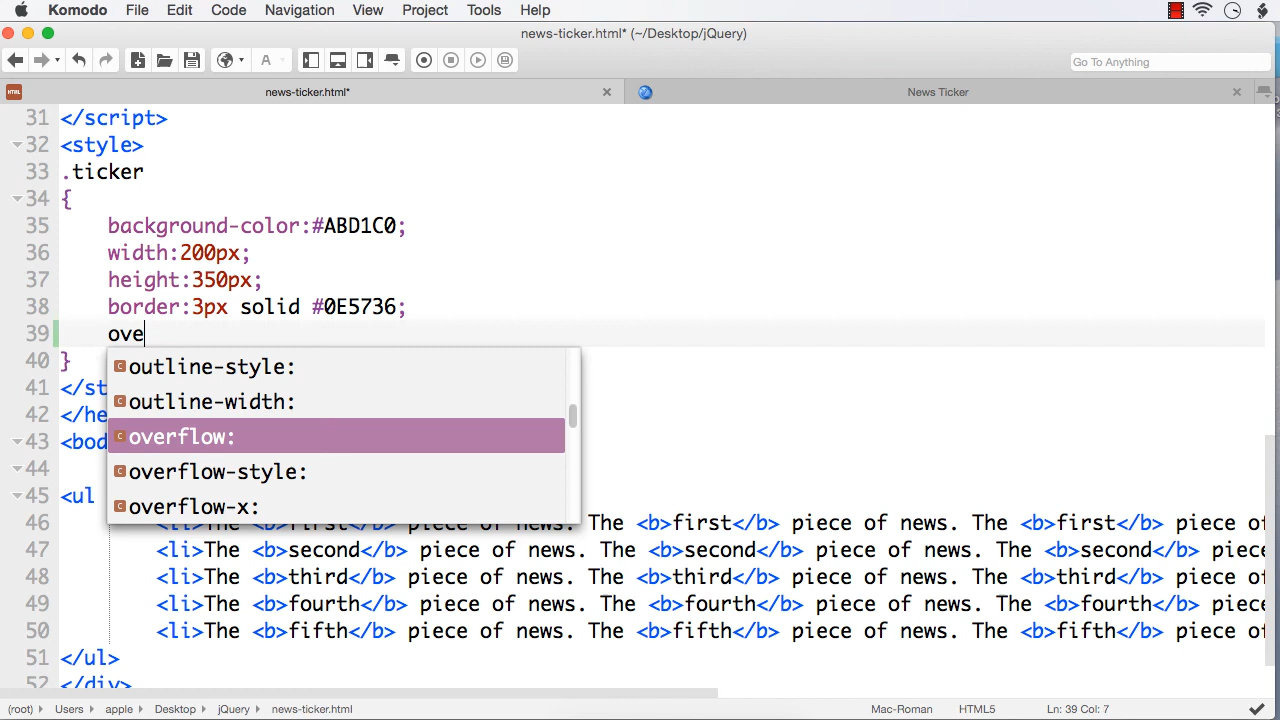 Komodo File Edit Code Navigation View Project Tools Help
news-ticker.html* (~/Desktop/jQuery)
A Go To Anything
HTML news-ticker.html* News Ticker
31 </script>
32 <style>
33 .ticker
34 {
35 background-color:#ABD1C0;
36 width:200px;
37 height:350px;
38 border:3px solid #0E5736;
39 ove
40 }
C outline-style:
41 </st
C outline-width:
42 </he
C overflow:
43 <bod
C overflow-style:
44
45 <ul
C overflow-x:
46 The <b>first</b> piece of news. The <b>first</b> piece of
47 <li>The <b>second</b> piece of news. The <b>second</b> piece of news. The <b>second</b> piece
48 <li>The <b>third</b> piece of news. The <b>third</b> piece of news. The <b>third</b> piece of
49 <li>The <b>fourth</b> piece of news. The <b>fourth</b> piece of news. The <b>fourth</b> piece
50 <li>The <b>fifth</b> piece of news. The <b>fifth</b> piece of news. The <b>fifth</b> piece of
51 </ul>
52 </div>
(root) Users apple Desktop jQuery news-ticker.html Mac-Roman HTML5 Ln: 39 Col: 7